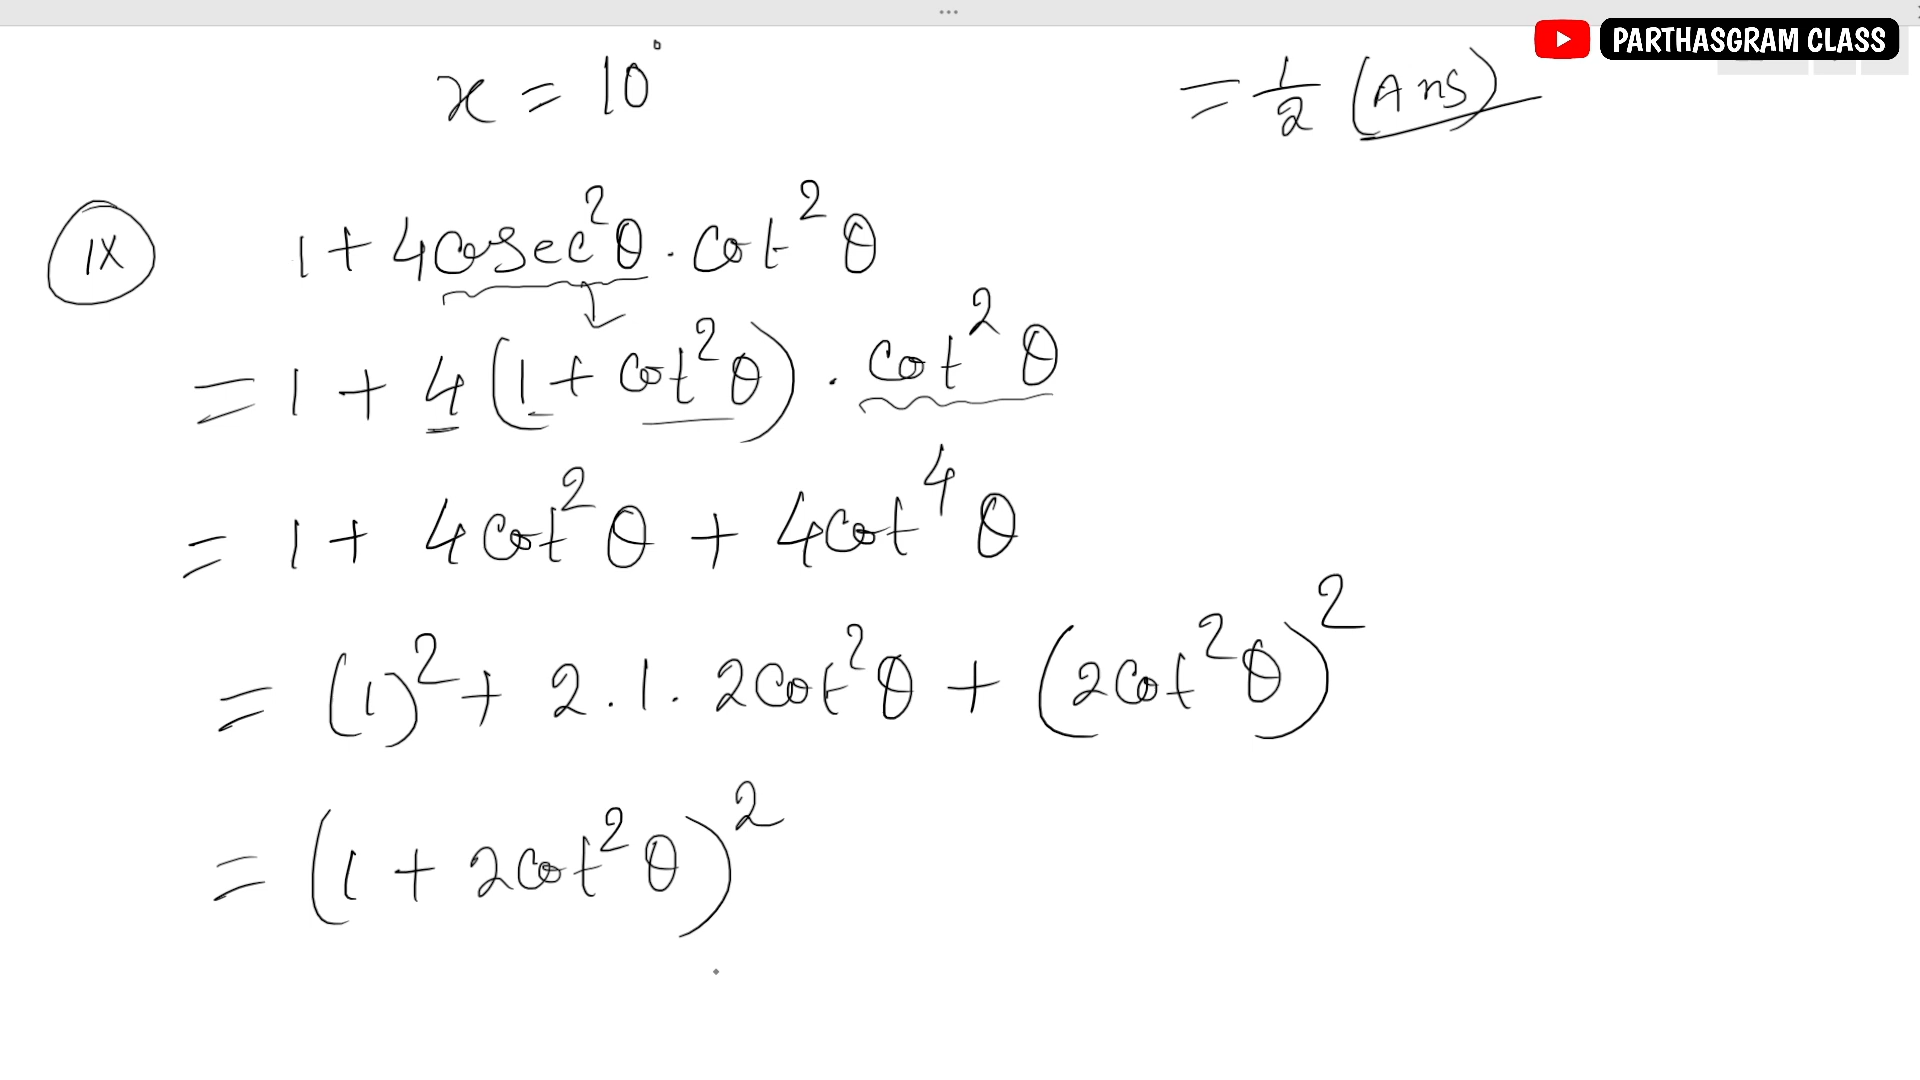 ...
PARTHASGRAM CLASS
x = 10°
= 1/2 (Ans)
ix
1 + 4cosec²θ . cot²θ
= 1 + 4(1 + cot²θ) . cot²θ
= 1 + 4cot²θ + 4cot⁴θ
= (1)² + 2.1.2cot²θ + (2cot²θ)²
= (1 + 2cot²θ)²